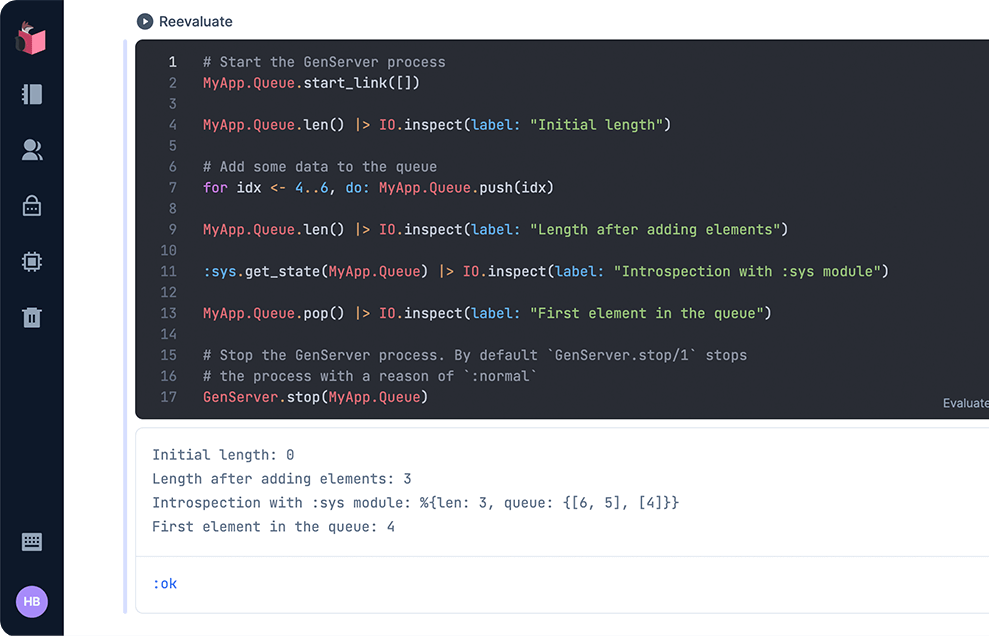 Reevaluate
1 # Start the GenServer process
2 MyApp.Queue.start_link([])
3
4 MyApp.Queue.len() |> IO.inspect(label: "Initial length")
5
6 # Add some data to the queue
7 for idx <- 4..6, do: MyApp.Queue.push(idx)
8
9 MyApp.Queue.len() |> IO.inspect(label: "Length after adding elements")
10
11 :sys.get_state(MyApp.Queue) |> IO.inspect(label: "Introspection with :sys module")
12
13 MyApp.Queue.pop() |> IO.inspect(label: "First element in the queue")
14
15 # Stop the GenServer process. By default `GenServer.stop/1` stops
16 # the process with a reason of `:normal`
17 GenServer.stop(MyApp.Queue)
Evaluate
Initial length: 0
Length after adding elements: 3
Introspection with :sys module: %{len: 3, queue: {[6, 5], [4]}}
First element in the queue: 4
:ok
HB